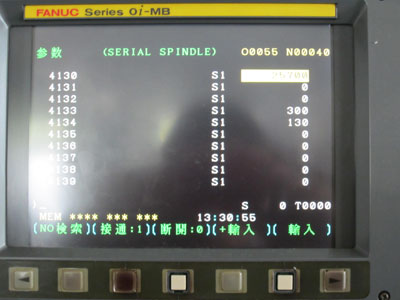 FANUC Series 0i-MB
参数 (SERIAL SPINDLE) O0055 N00040
4130 S1 25700
4131 S1 0
4132 S1 0
4133 S1 300
4134 S1 130
4135 S1 0
4136 S1 0
4137 S1 0
4138 S1 0
4139 S1 0
)_
S 0 T0000
MEM **** *** *** 13:30:55
(NO検索)(接通:1)(断開:0)(+輸入)(輸入)